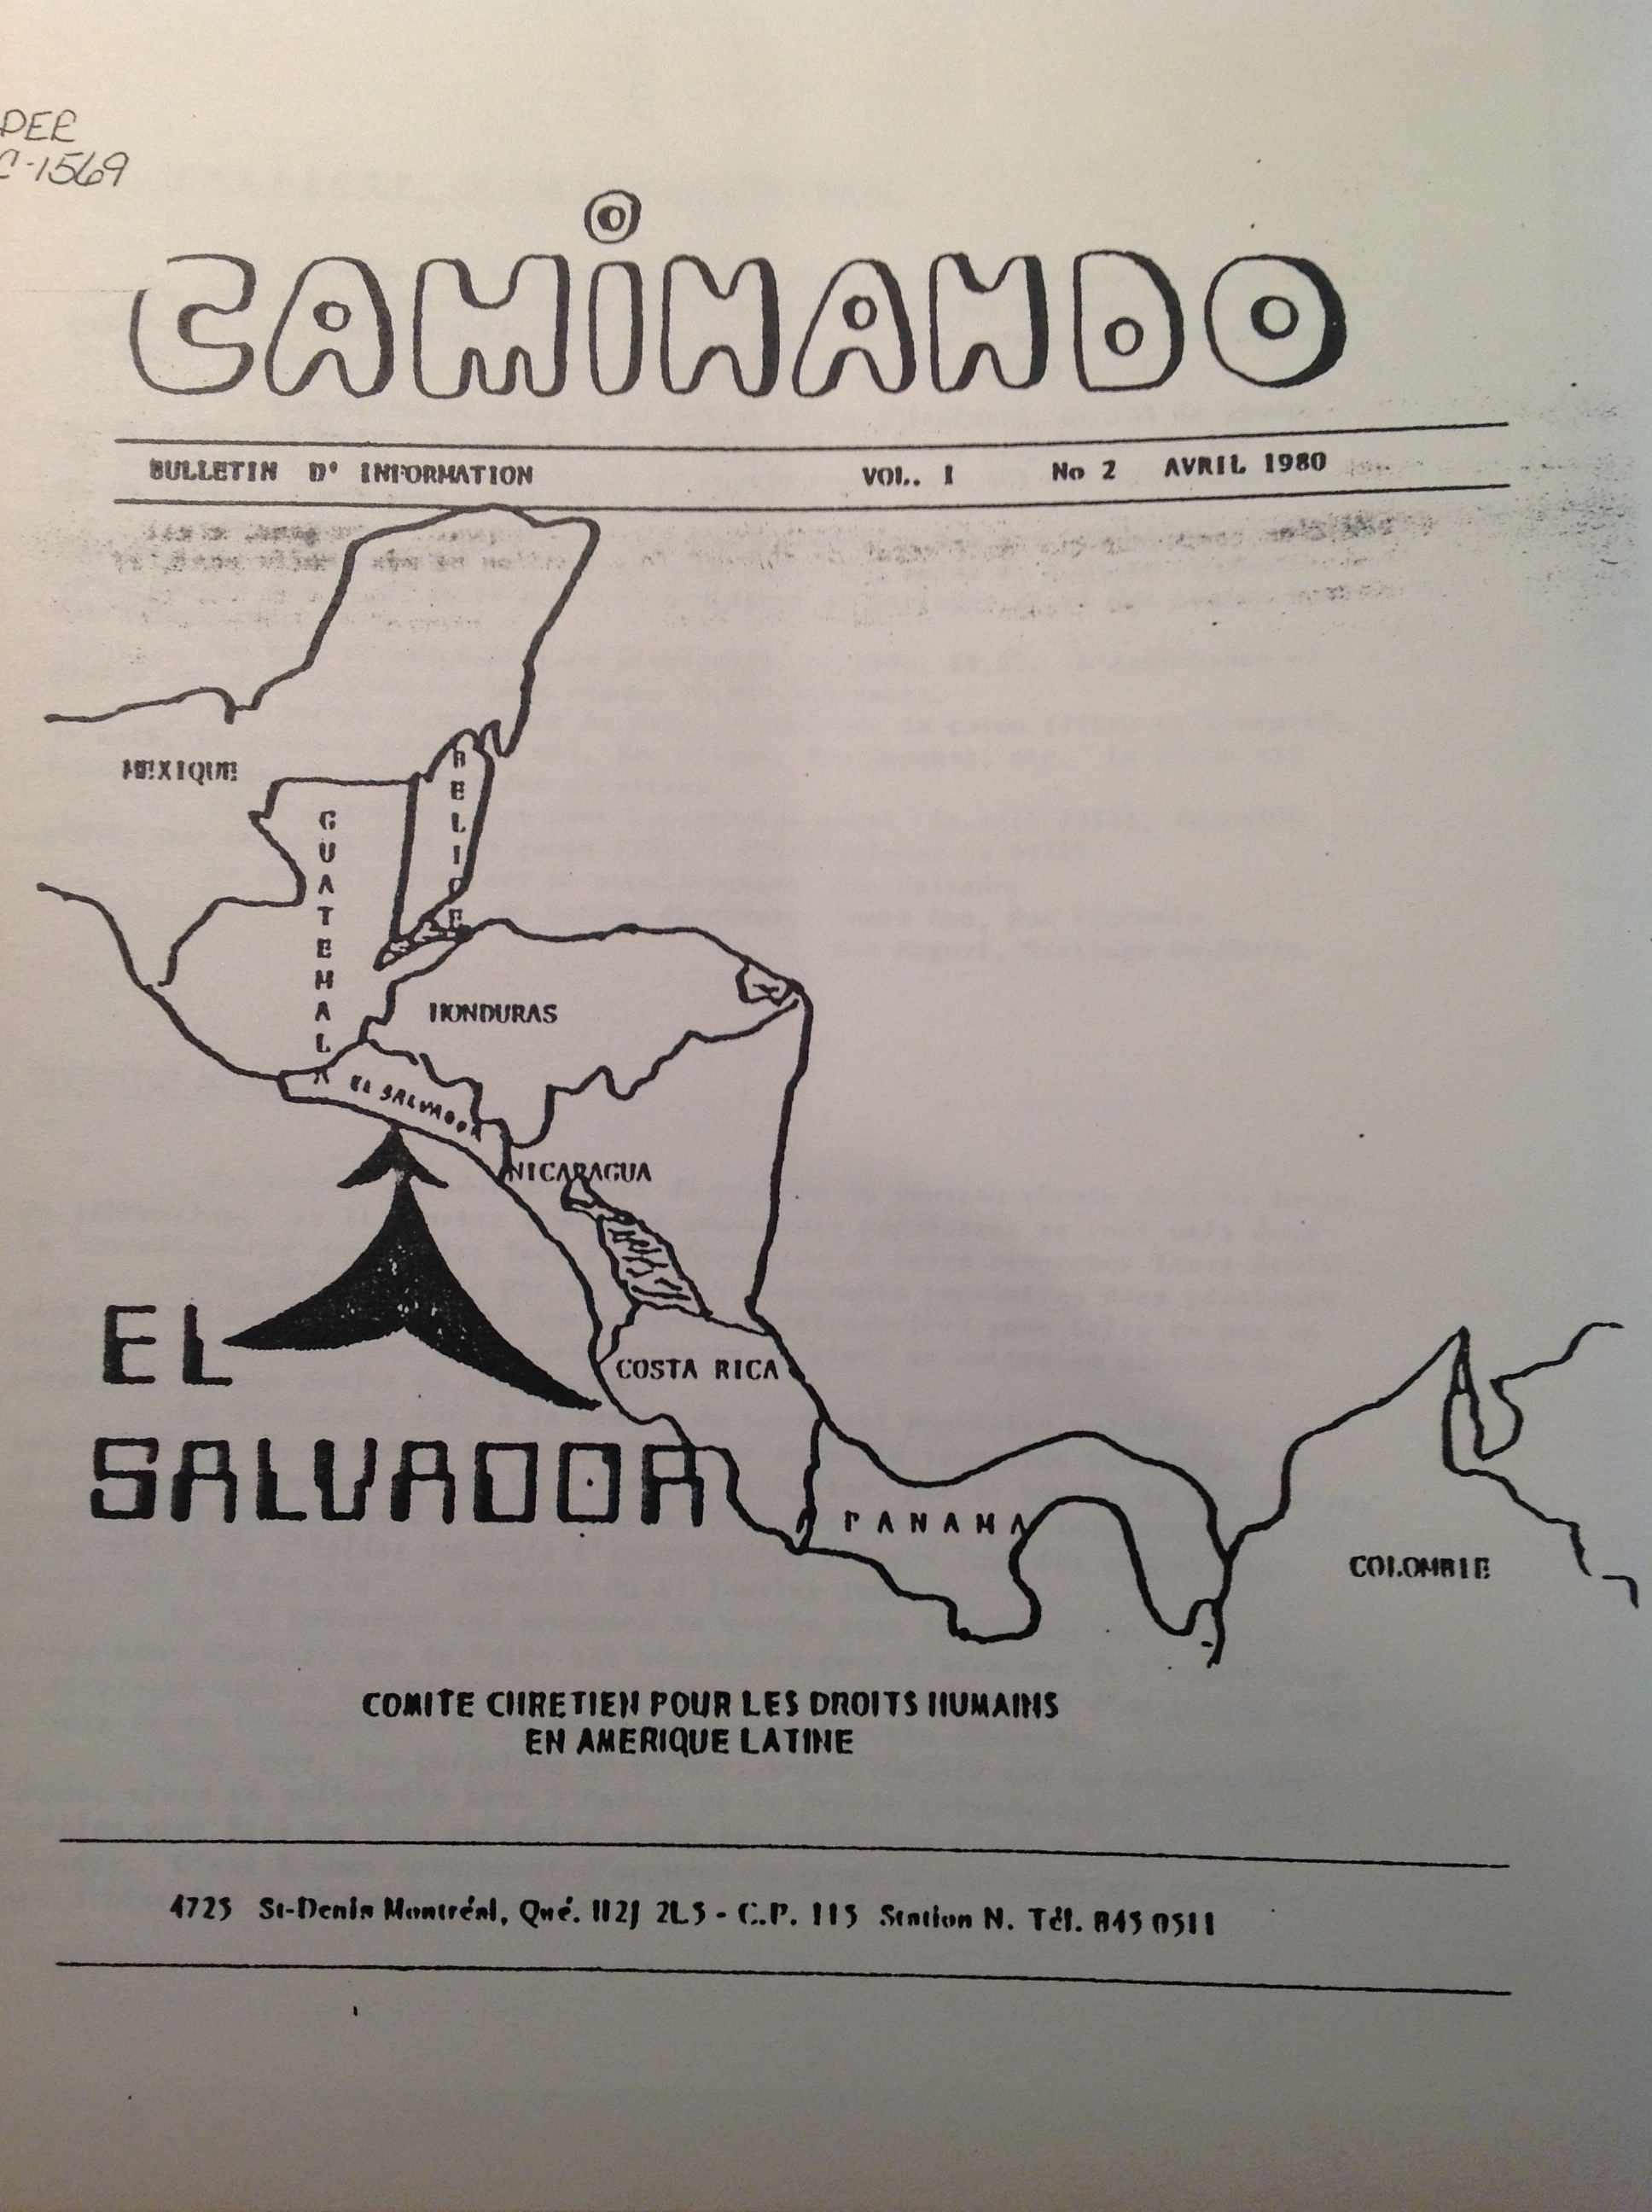 PER
C-1569
CAMiNANDO
BULLETIN D' INFORMATION VOL. I No 2 AVRIL 1980
MEXIQUE
BELICE
GUATEMALA
HONDURAS
EL SALVADOR
NICARAGUA
EL
SALVADOR
COSTA RICA
PANAMA
COLOMBIE
COMITE CHRETIEN POUR LES DROITS HUMAINS
EN AMERIQUE LATINE
4725 St-Denis Montréal, Qué. H2J 2L5 - C.P. 115 Station N. Tél. 845 0511